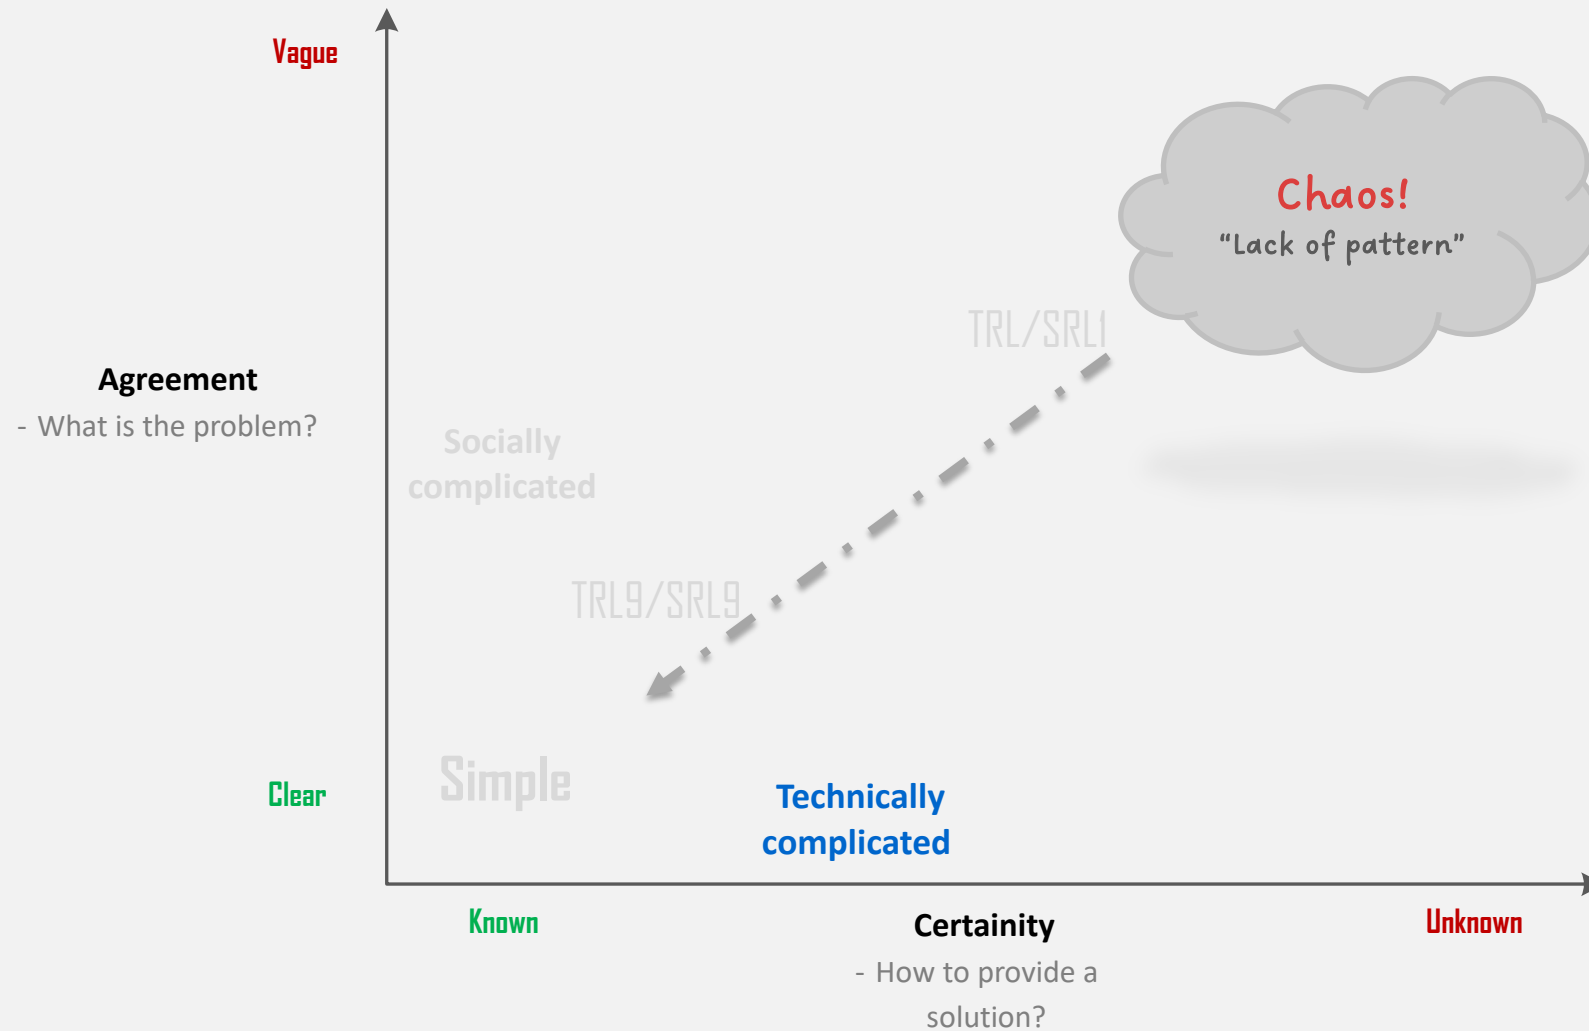 Vague
Chaos!
“Lack of pattern”
TRL/SRL1
Agreement
- What is the problem?
Socially
complicated
TRL9/SRL9
Simple
Clear
Technically
complicated
Known
Certainity
Unknown
- How to provide a
solution?